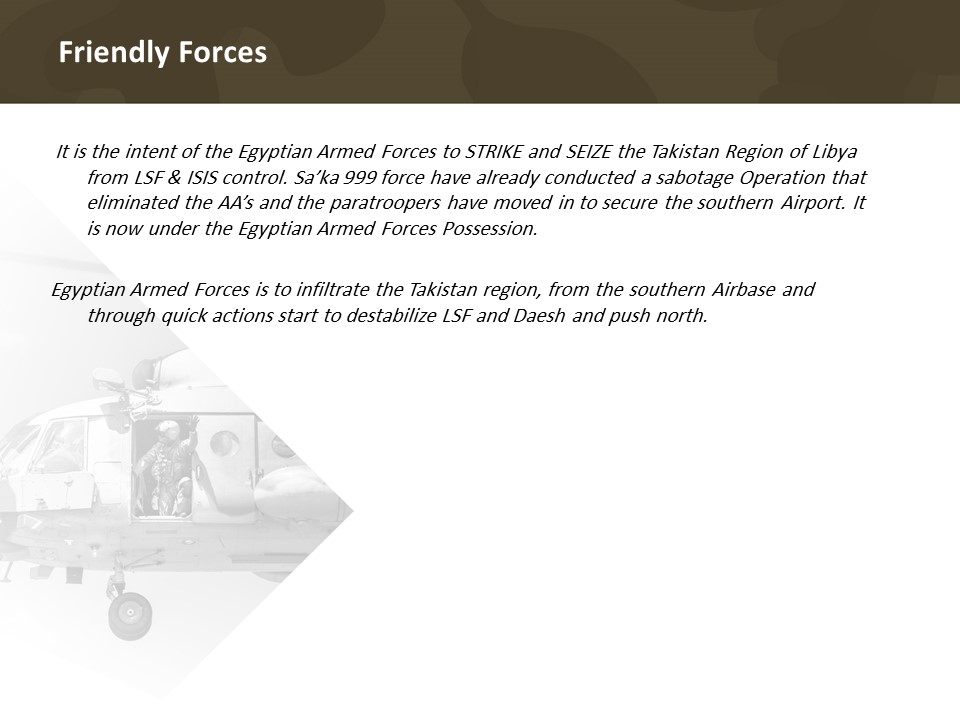 Friendly Forces
It is the intent of the Egyptian Armed Forces to STRIKE and SEIZE the Takistan Region of Libya
from LSF & ISIS control. Sa’ka 999 force have already conducted a sabotage Operation that
eliminated the AA’s and the paratroopers have moved in to secure the southern Airport. It
is now under the Egyptian Armed Forces Possession.
Egyptian Armed Forces is to infiltrate the Takistan region, from the southern Airbase and
through quick actions start to destabilize LSF and Daesh and push north.